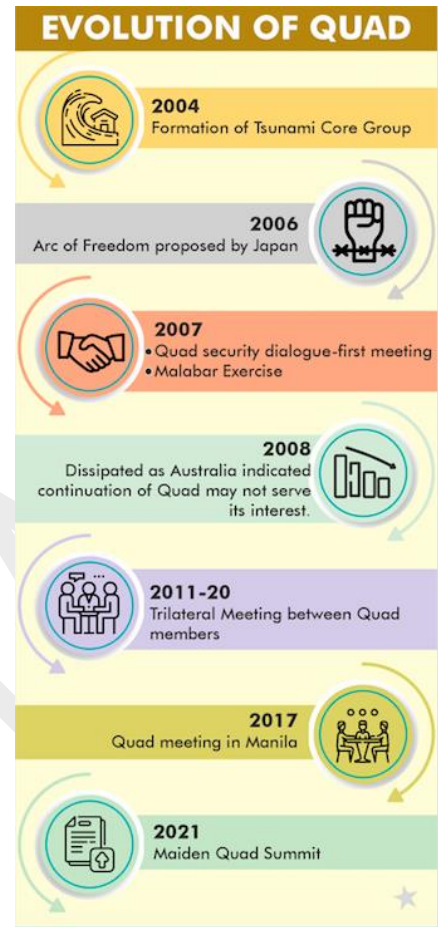 EVOLUTION OF QUAD
2004
Formation of Tsunami Core Group
2006
Arc of Freedom proposed by Japan
2007
•Quad security dialogue-first meeting
•Malabar Exercise
2008
Dissipated as Australia indicated
continuation of Quad may not serve
its interest.
2011-20
Trilateral Meeting between Quad
members
2017
Quad meeting in Manila
2021
Maiden Quad Summit